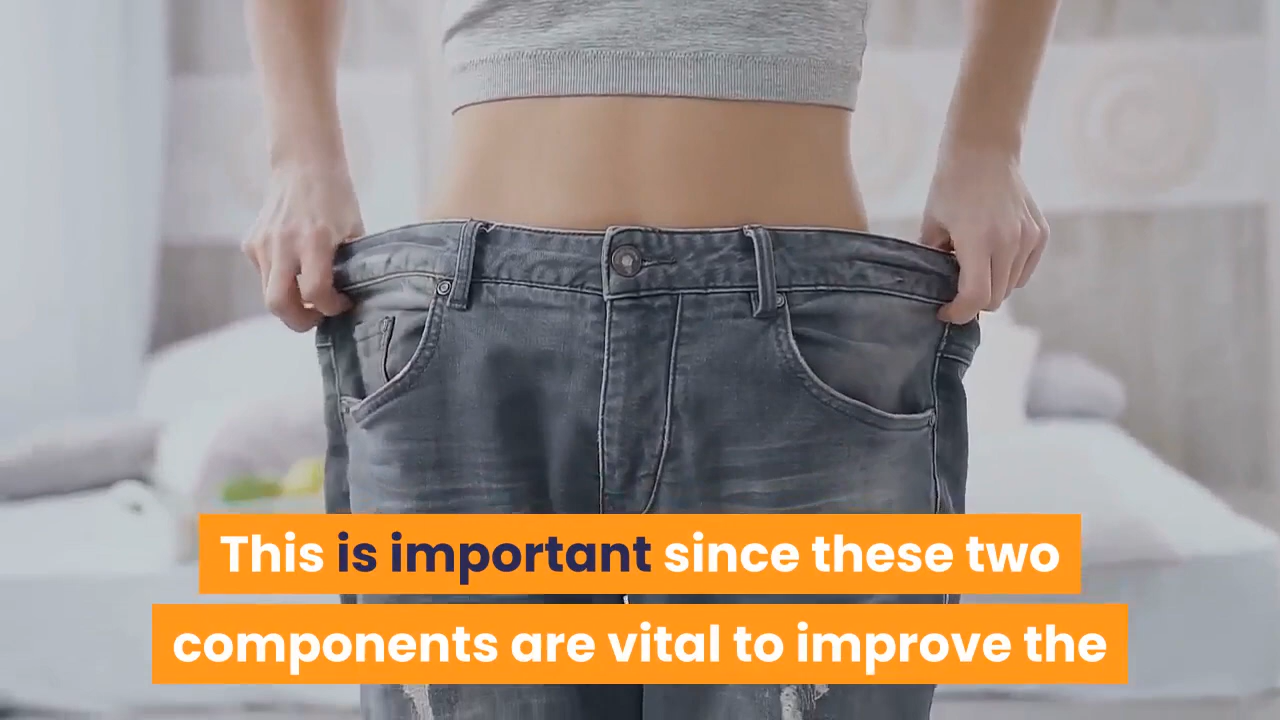 This is important since these two
components are vital to improve the